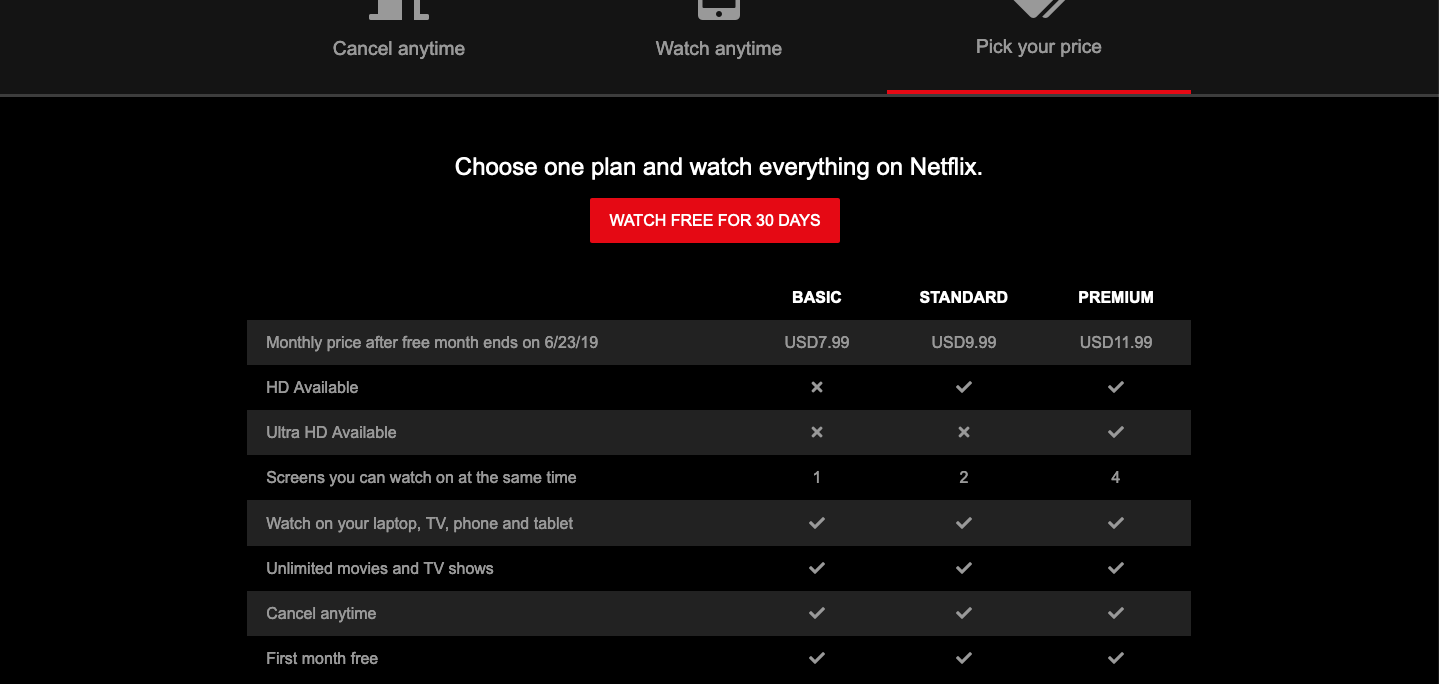 Cancel anytime
Watch anytime
Pick your price
Choose one plan and watch everything on Netflix.
WATCH FREE FOR 30 DAYS
BASIC STANDARD PREMIUM
Monthly price after free month ends on 6/23/19 USD7.99 USD9.99 USD11.99
HD Available
Ultra HD Available
Screens you can watch on at the same time 1 2 4
Watch on your laptop, TV, phone and tablet
Unlimited movies and TV shows
Cancel anytime
First month free